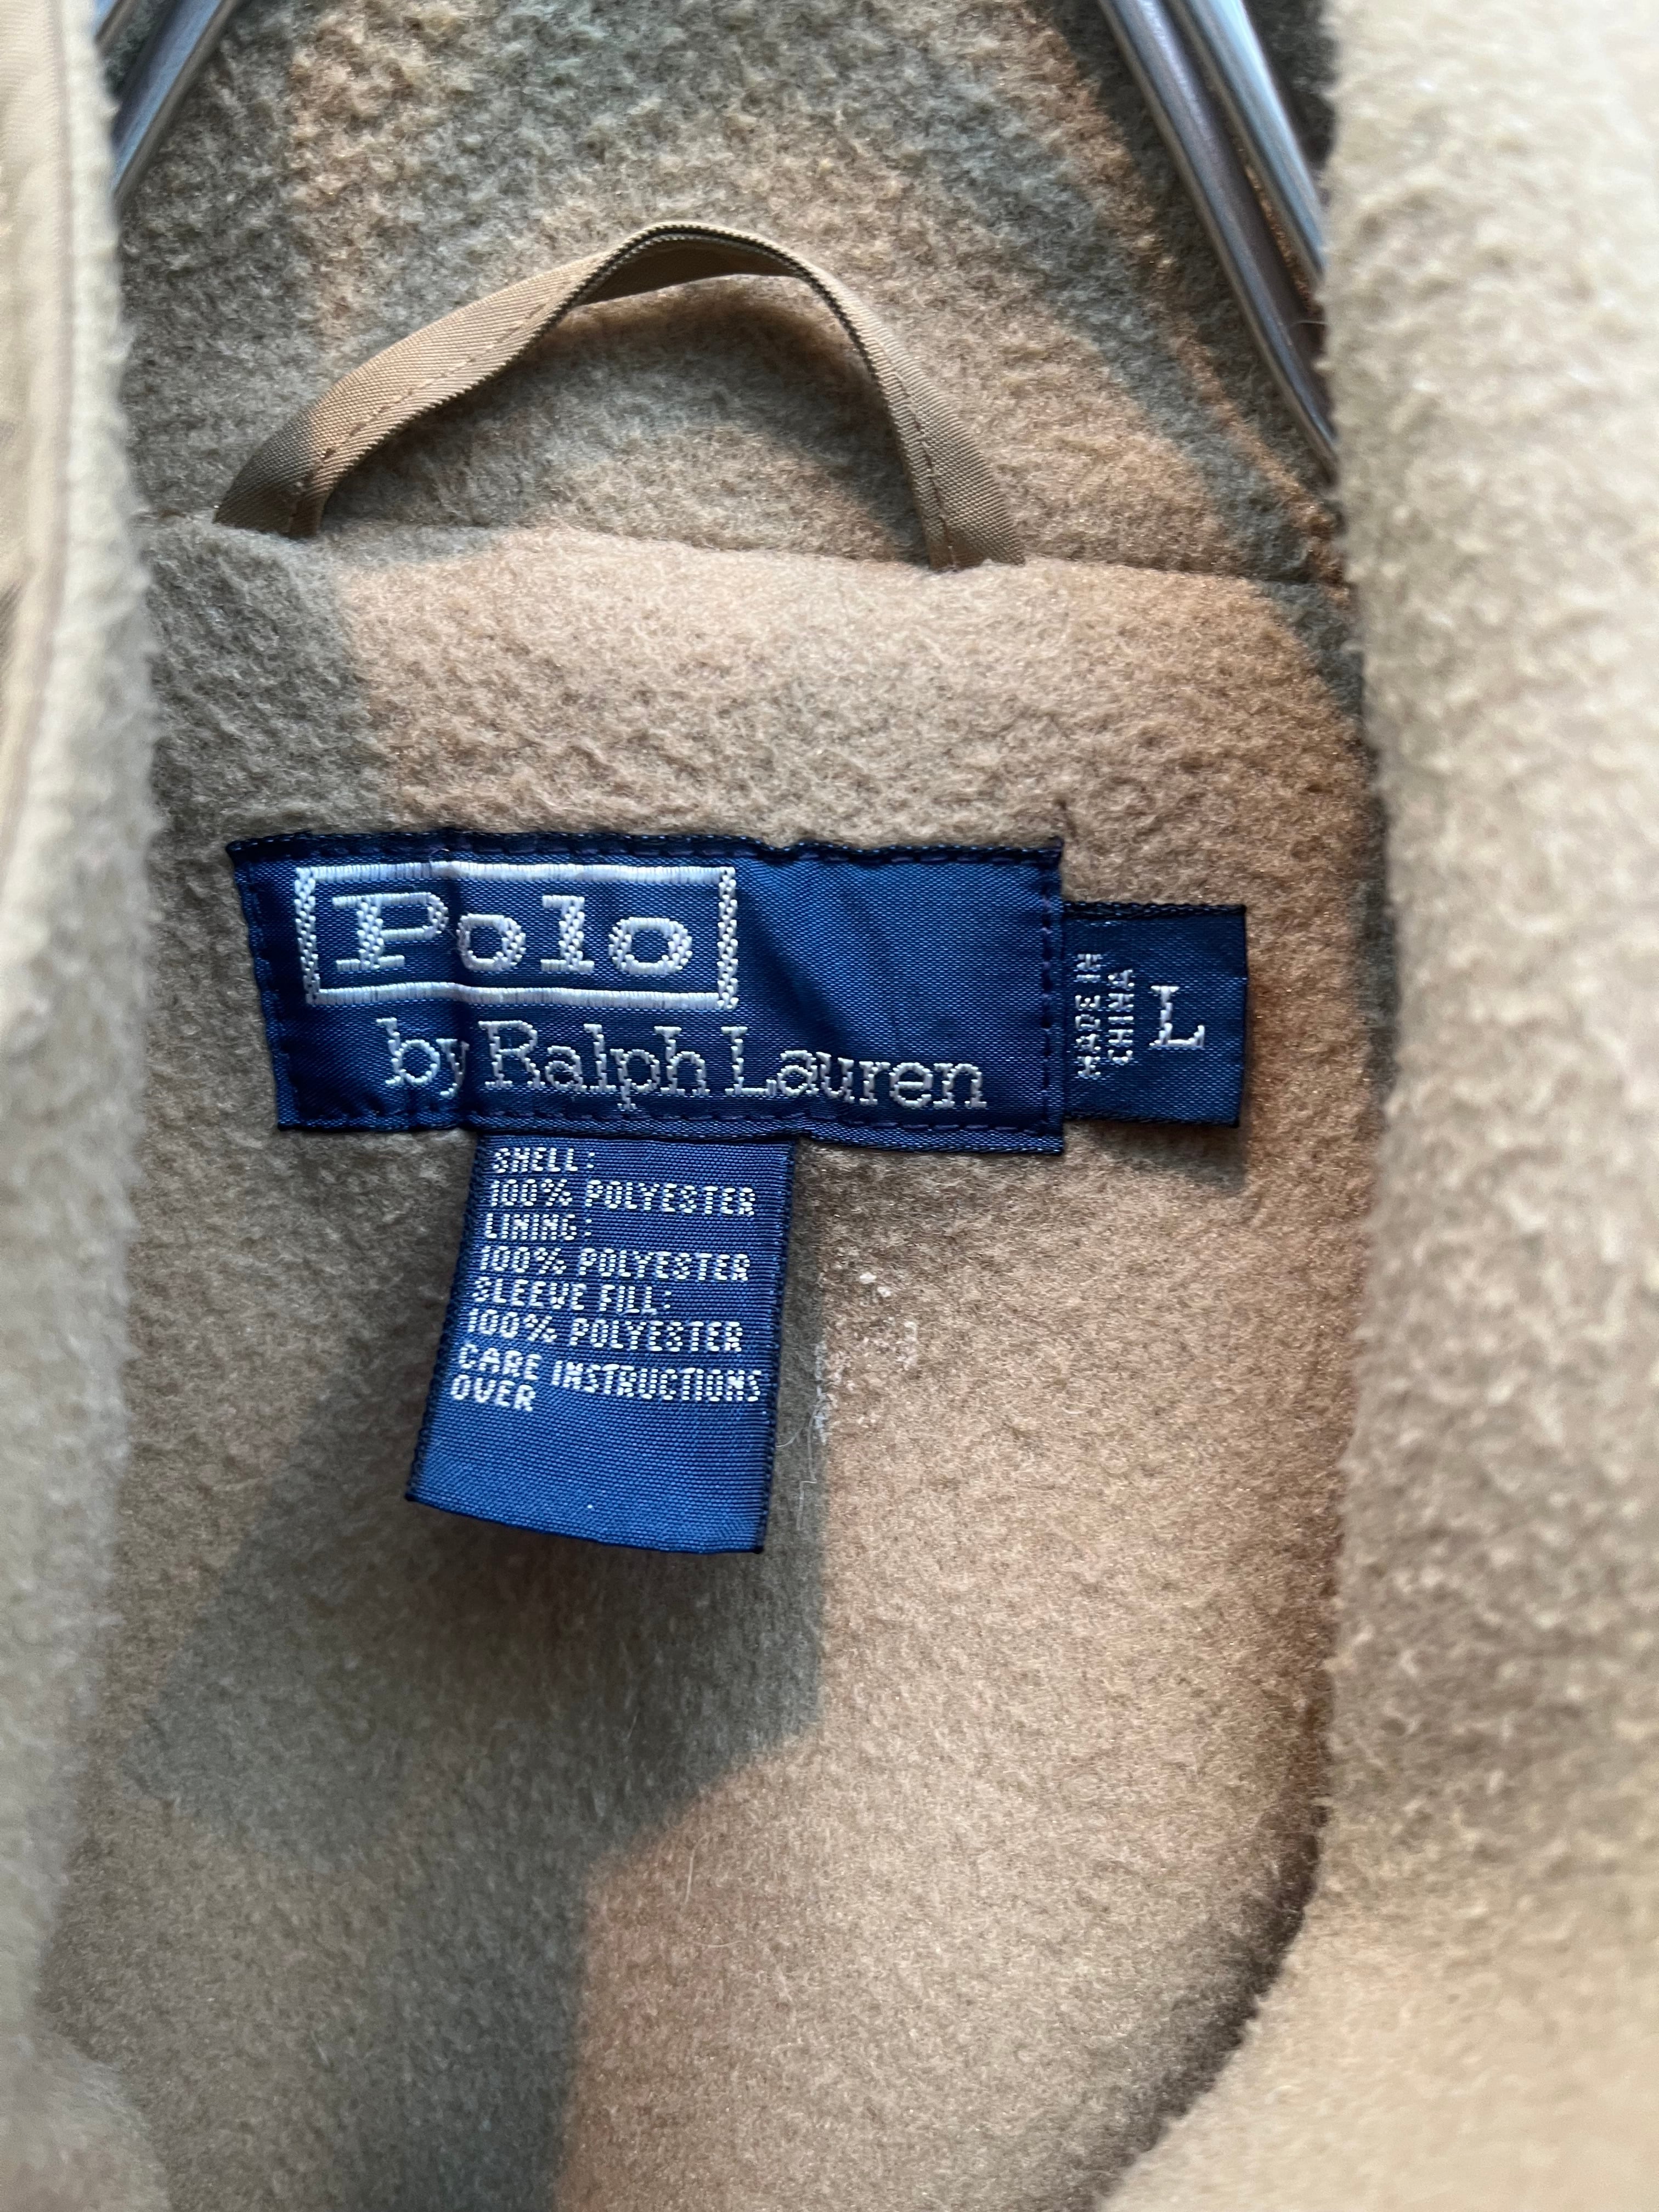 Polo
by Ralph Lauren
MADE IN
CHINA
L
SHELL:
100% POLYESTER
LINING:
100% POLYESTER
SLEEVE FILL:
100% POLYESTER
CARE INSTRUCTIONS
OVER